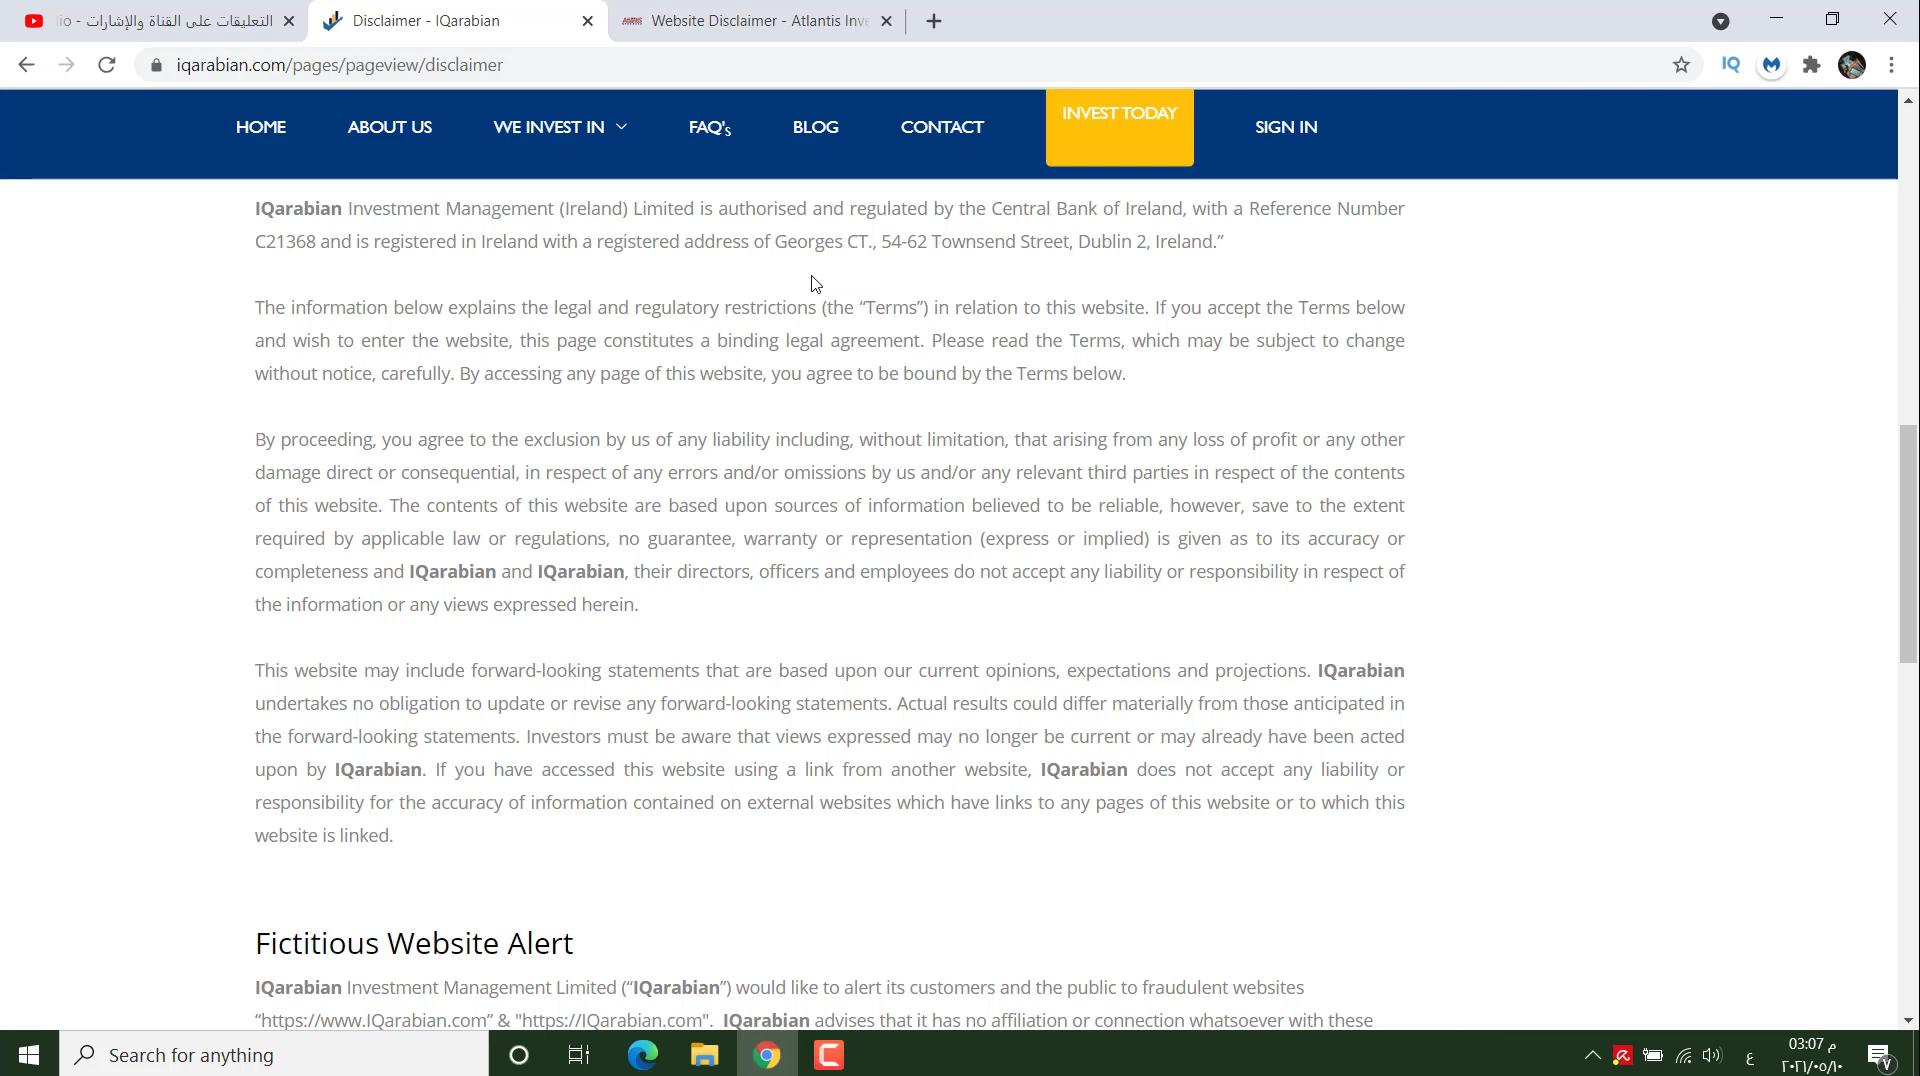 التعليقات على القناة والإشارات - lio
Disclaimer - IQarabian
Website Disclaimer - Atlantis Inve
iqarabian.com/pages/pageview/disclaimer
IQ
HOME
ABOUT US
WE INVEST IN
FAQ's
BLOG
CONTACT
INVEST TODAY
SIGN IN
IQarabian Investment Management (Ireland) Limited is authorised and regulated by the Central Bank of Ireland, with a Reference Number
C21368 and is registered in Ireland with a registered address of Georges CT., 54-62 Townsend Street, Dublin 2, Ireland.”
The information below explains the legal and regulatory restrictions (the “Terms”) in relation to this website. If you accept the Terms below
and wish to enter the website, this page constitutes a binding legal agreement. Please read the Terms, which may be subject to change
without notice, carefully. By accessing any page of this website, you agree to be bound by the Terms below.
By proceeding, you agree to the exclusion by us of any liability including, without limitation, that arising from any loss of profit or any other
damage direct or consequential, in respect of any errors and/or omissions by us and/or any relevant third parties in respect of the contents
of this website. The contents of this website are based upon sources of information believed to be reliable, however, save to the extent
required by applicable law or regulations, no guarantee, warranty or representation (express or implied) is given as to its accuracy or
completeness and IQarabian and IQarabian, their directors, officers and employees do not accept any liability or responsibility in respect of
the information or any views expressed herein.
This website may include forward-looking statements that are based upon our current opinions, expectations and projections. IQarabian
undertakes no obligation to update or revise any forward-looking statements. Actual results could differ materially from those anticipated in
the forward-looking statements. Investors must be aware that views expressed may no longer be current or may already have been acted
upon by IQarabian. If you have accessed this website using a link from another website, IQarabian does not accept any liability or
responsibility for the accuracy of information contained on external websites which have links to any pages of this website or to which this
website is linked.
Fictitious Website Alert
IQarabian Investment Management Limited (“IQarabian”) would like to alert its customers and the public to fraudulent websites
“https://www.IQarabian.com” & "https://IQarabian.com". IQarabian advises that it has no affiliation or connection whatsoever with these
Search for anything
ع
03:07 م
٢٠٢١/٠٥/١٠
٧